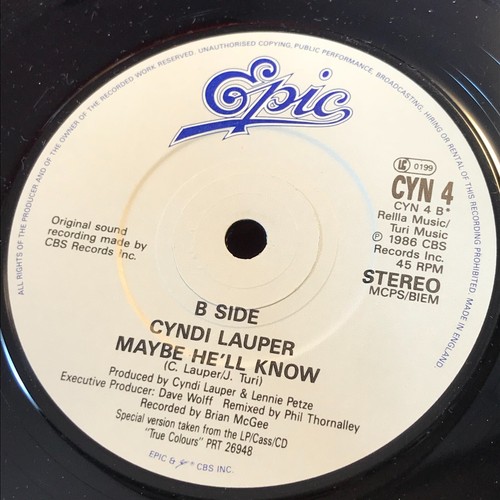 ALL RIGHTS OF THE PRODUCER AND OF THE OWNER OF THE RECORDED WORK RESERVED. UNAUTHORISED COPYING, PUBLIC PERFORMANCE, BROADCASTING, HIRING OR RENTAL OF THIS RECORDING PROHIBITED. MADE IN ENGLAND.
Epic
LC 0199
CYN 4
CYN 4 B*
Rellla Music/
Turi Music
℗ 1986 CBS
Records Inc.
45 RPM
STEREO
MCPS/BIEM
Original sound
recording made by
CBS Records Inc.
B SIDE
CYNDI LAUPER
MAYBE HE'LL KNOW
(C. Lauper/J. Turi)
Produced by Cyndi Lauper & Lennie Petze
Executive Producer: Dave Wolff Remixed by Phil Thornalley
Recorded by Brian McGee
Special version taken from the LP/Cass/CD
"True Colours" PRT 26948
EPIC & Epic CBS INC.